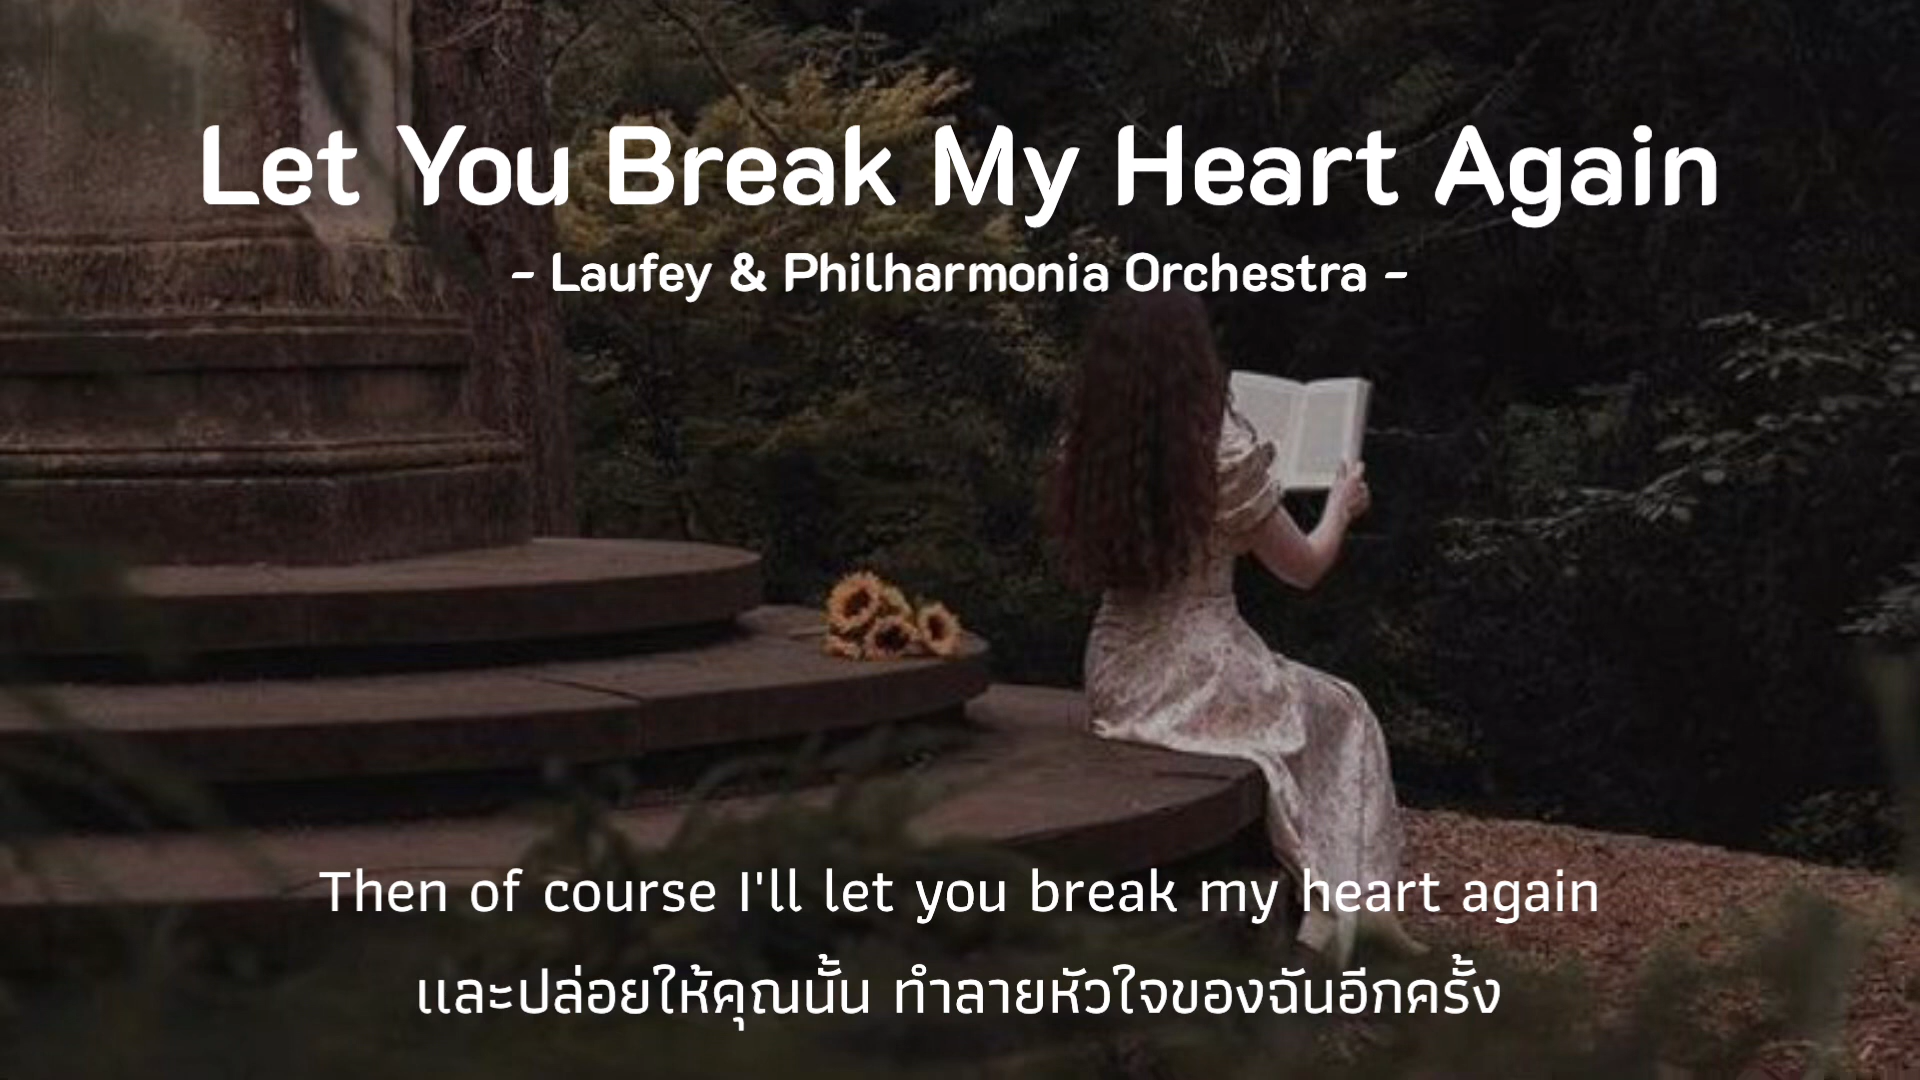 Let You Break My Heart Again
- Laufey & Philharmonia Orchestra -
Then of course I'll let you break my heart again
และปล่อยให้คุณนั้น ทำลายหัวใจของฉันอีกครั้ง